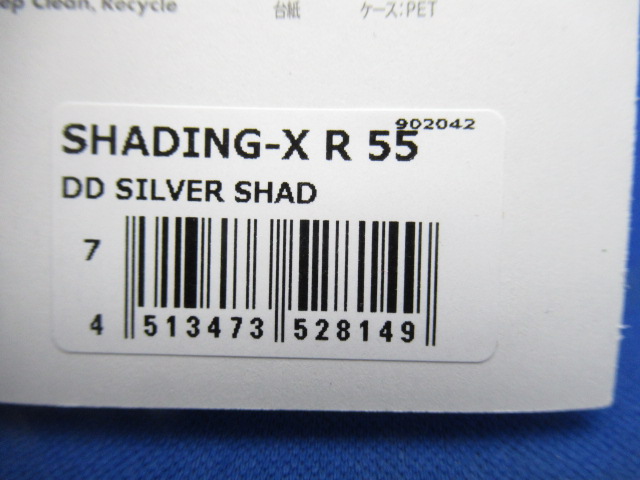 ep Clean, Recycle
台紙 ケース:PET
902042
SHADING-X R 55
DD SILVER SHAD
7
4 513473 528149